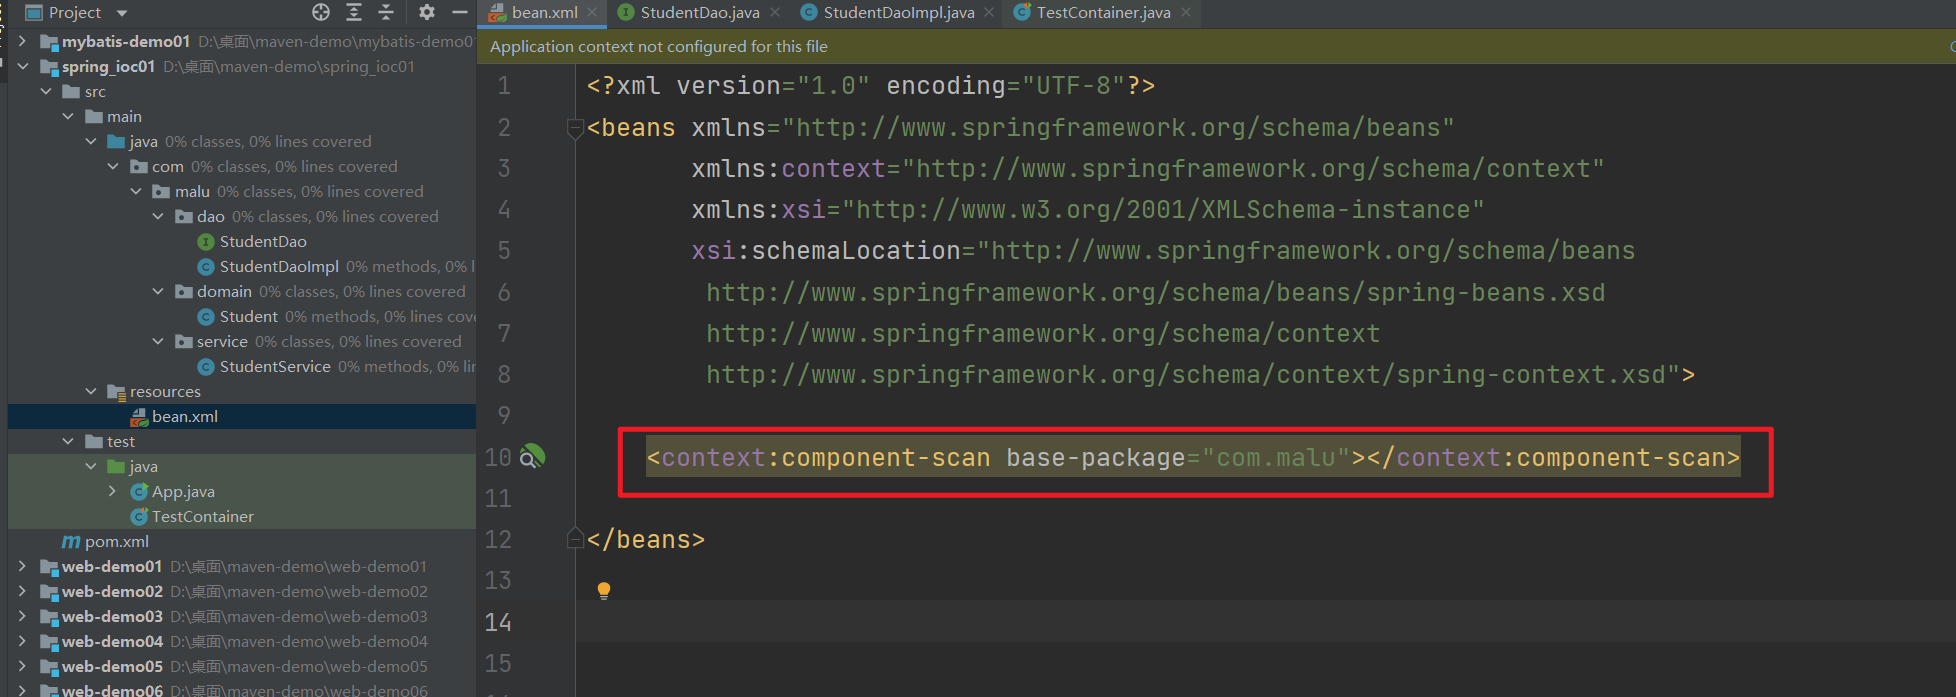 Project
bean.xml
StudentDao.java
StudentDaoImpl.java
TestContainer.java
mybatis-demo01 D:\桌面\maven-demo\mybatis-demo01
spring_ioc01 D:\桌面\maven-demo\spring_ioc01
src
main
java 0% classes, 0% lines covered
com 0% classes, 0% lines covered
malu 0% classes, 0% lines covered
dao 0% classes, 0% lines covered
StudentDao
StudentDaoImpl 0% methods, 0% l
domain 0% classes, 0% lines covered
Student 0% methods, 0% lines cov
service 0% classes, 0% lines covered
StudentService 0% methods, 0% li
resources
bean.xml
test
java
App.java
TestContainer
pom.xml
web-demo01 D:\桌面\maven-demo\web-demo01
web-demo02 D:\桌面\maven-demo\web-demo02
web-demo03 D:\桌面\maven-demo\web-demo03
web-demo04 D:\桌面\maven-demo\web-demo04
web-demo05 D:\桌面\maven-demo\web-demo05
web-demo06 D:\桌面\maven-demo\web-demo06
Application context not configured for this file
1 <?xml version="1.0" encoding="UTF-8"?>
2 <beans xmlns="http://www.springframework.org/schema/beans"
3 xmlns:context="http://www.springframework.org/schema/context"
4 xmlns:xsi="http://www.w3.org/2001/XMLSchema-instance"
5 xsi:schemaLocation="http://www.springframework.org/schema/beans
6 http://www.springframework.org/schema/beans/spring-beans.xsd
7 http://www.springframework.org/schema/context
8 http://www.springframework.org/schema/context/spring-context.xsd">
9
10 <context:component-scan base-package="com.malu"></context:component-scan>
11
12 </beans>
13
14
15